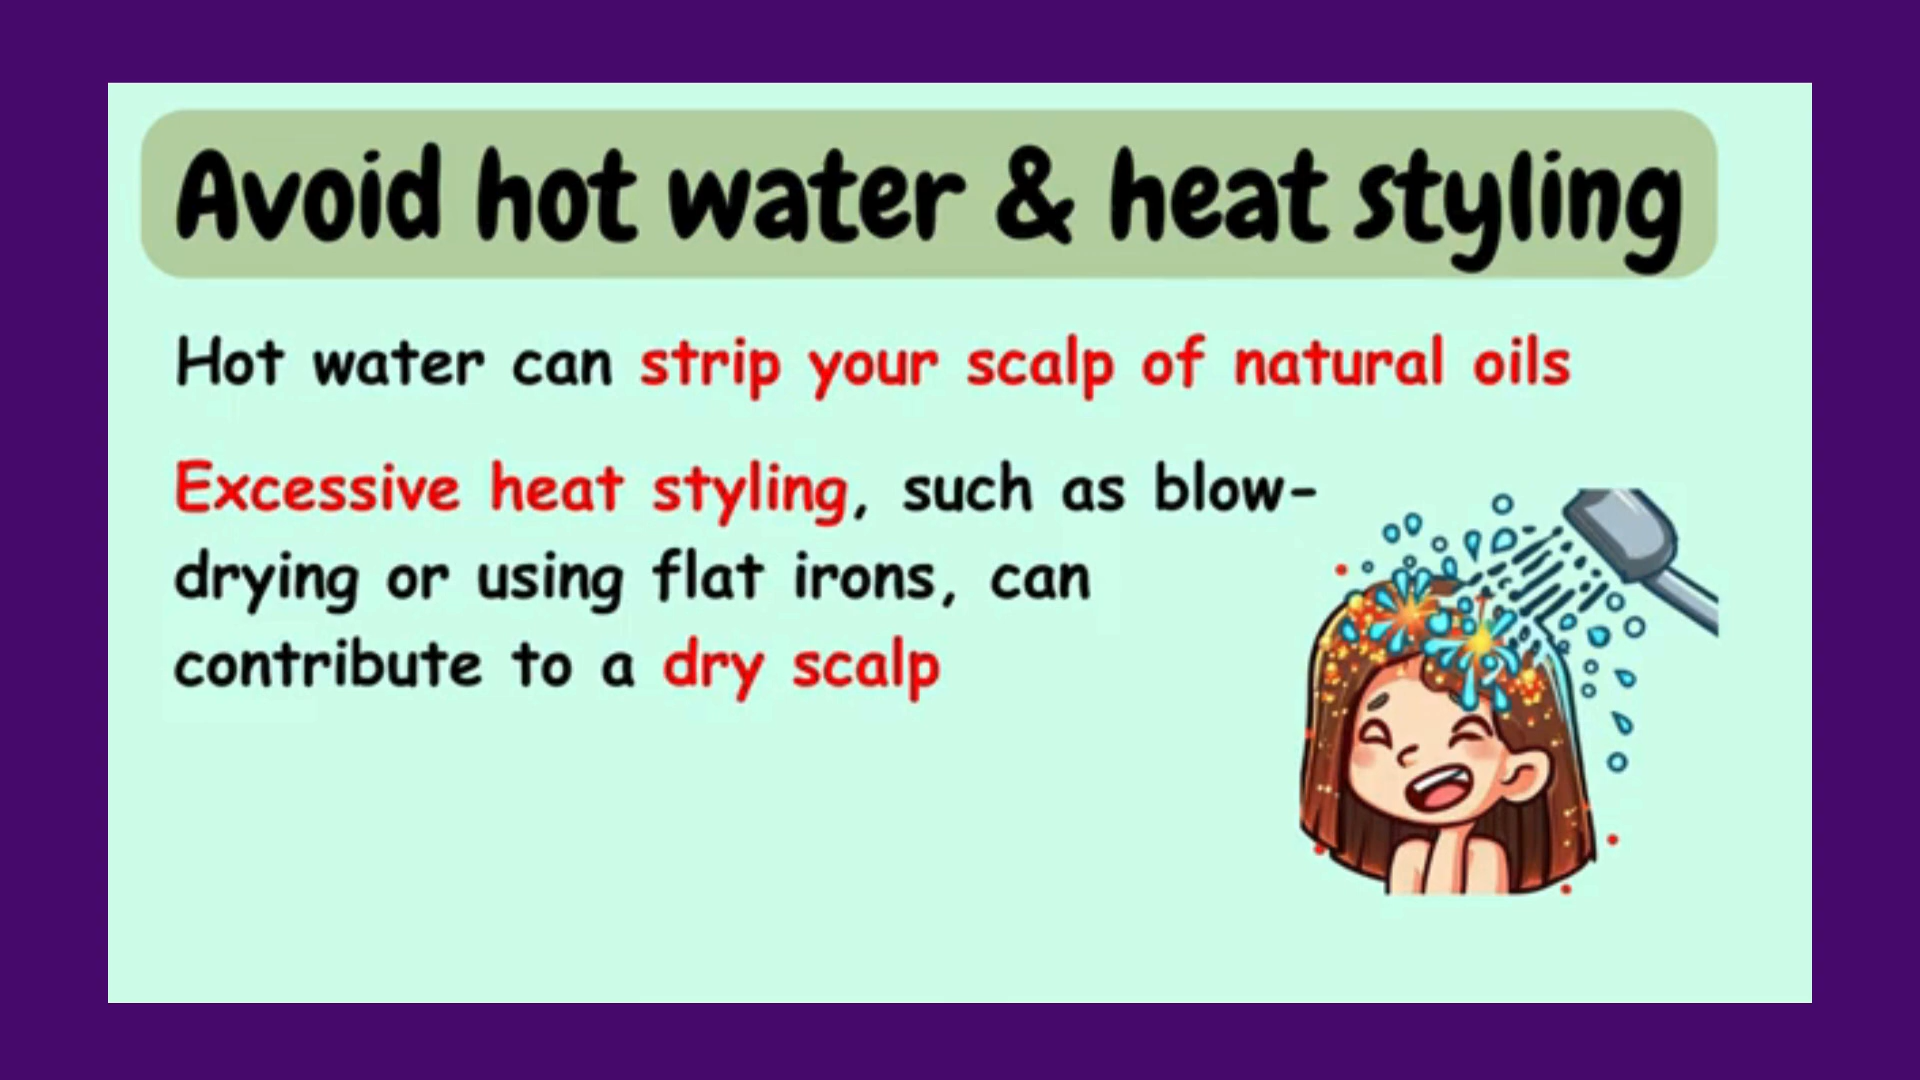 Avoid hot water & heat styling
Hot water can strip your scalp of natural oils
Excessive heat styling, such as blow-
drying or using flat irons, can
contribute to a dry scalp